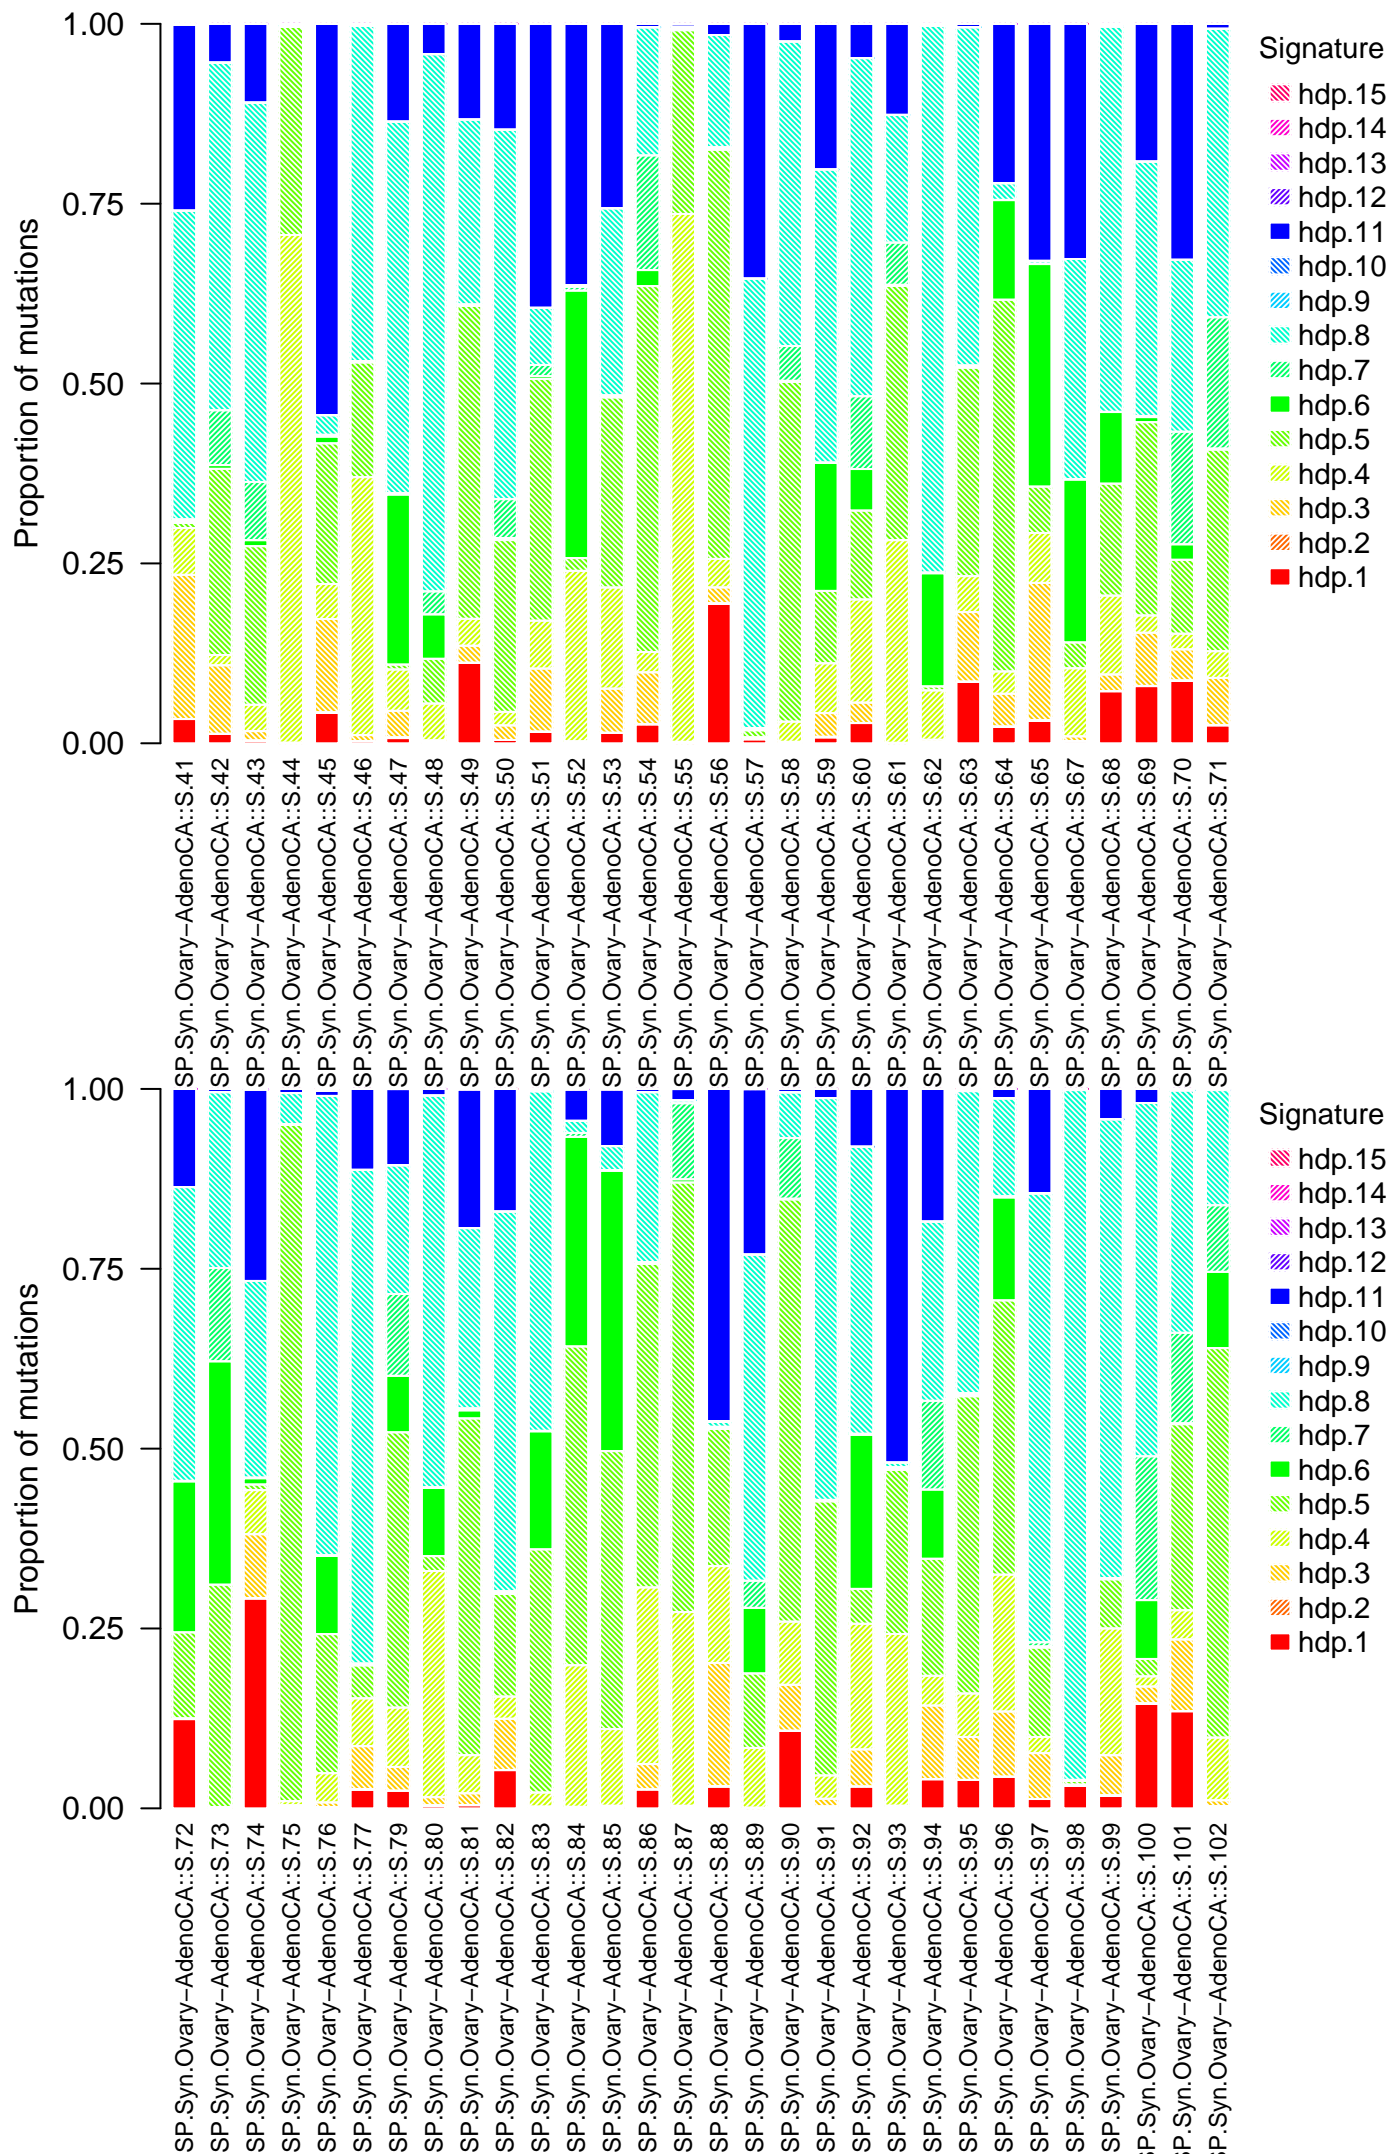 Proportion of mutations
1.00
0.75
0.50
0.25
0.00
SP.Syn.Ovary−AdenoCA::S.41
SP.Syn.Ovary−AdenoCA::S.42
SP.Syn.Ovary−AdenoCA::S.43
SP.Syn.Ovary−AdenoCA::S.44
SP.Syn.Ovary−AdenoCA::S.45
SP.Syn.Ovary−AdenoCA::S.46
SP.Syn.Ovary−AdenoCA::S.47
SP.Syn.Ovary−AdenoCA::S.48
SP.Syn.Ovary−AdenoCA::S.49
SP.Syn.Ovary−AdenoCA::S.50
SP.Syn.Ovary−AdenoCA::S.51
SP.Syn.Ovary−AdenoCA::S.52
SP.Syn.Ovary−AdenoCA::S.53
SP.Syn.Ovary−AdenoCA::S.54
SP.Syn.Ovary−AdenoCA::S.55
SP.Syn.Ovary−AdenoCA::S.56
SP.Syn.Ovary−AdenoCA::S.57
SP.Syn.Ovary−AdenoCA::S.58
SP.Syn.Ovary−AdenoCA::S.59
SP.Syn.Ovary−AdenoCA::S.60
SP.Syn.Ovary−AdenoCA::S.61
SP.Syn.Ovary−AdenoCA::S.62
SP.Syn.Ovary−AdenoCA::S.63
SP.Syn.Ovary−AdenoCA::S.64
SP.Syn.Ovary−AdenoCA::S.65
SP.Syn.Ovary−AdenoCA::S.67
SP.Syn.Ovary−AdenoCA::S.68
SP.Syn.Ovary−AdenoCA::S.69
SP.Syn.Ovary−AdenoCA::S.70
SP.Syn.Ovary−AdenoCA::S.71
Signature
hdp.15
hdp.14
hdp.13
hdp.12
hdp.11
hdp.10
hdp.9
hdp.8
hdp.7
hdp.6
hdp.5
hdp.4
hdp.3
hdp.2
hdp.1
Proportion of mutations
1.00
0.75
0.50
0.25
0.00
SP.Syn.Ovary−AdenoCA::S.72
SP.Syn.Ovary−AdenoCA::S.73
SP.Syn.Ovary−AdenoCA::S.74
SP.Syn.Ovary−AdenoCA::S.75
SP.Syn.Ovary−AdenoCA::S.76
SP.Syn.Ovary−AdenoCA::S.77
SP.Syn.Ovary−AdenoCA::S.79
SP.Syn.Ovary−AdenoCA::S.80
SP.Syn.Ovary−AdenoCA::S.81
SP.Syn.Ovary−AdenoCA::S.82
SP.Syn.Ovary−AdenoCA::S.83
SP.Syn.Ovary−AdenoCA::S.84
SP.Syn.Ovary−AdenoCA::S.85
SP.Syn.Ovary−AdenoCA::S.86
SP.Syn.Ovary−AdenoCA::S.87
SP.Syn.Ovary−AdenoCA::S.88
SP.Syn.Ovary−AdenoCA::S.89
SP.Syn.Ovary−AdenoCA::S.90
SP.Syn.Ovary−AdenoCA::S.91
SP.Syn.Ovary−AdenoCA::S.92
SP.Syn.Ovary−AdenoCA::S.93
SP.Syn.Ovary−AdenoCA::S.94
SP.Syn.Ovary−AdenoCA::S.95
SP.Syn.Ovary−AdenoCA::S.96
SP.Syn.Ovary−AdenoCA::S.97
SP.Syn.Ovary−AdenoCA::S.98
SP.Syn.Ovary−AdenoCA::S.99
SP.Syn.Ovary−AdenoCA::S.100
SP.Syn.Ovary−AdenoCA::S.101
SP.Syn.Ovary−AdenoCA::S.102
Signature
hdp.15
hdp.14
hdp.13
hdp.12
hdp.11
hdp.10
hdp.9
hdp.8
hdp.7
hdp.6
hdp.5
hdp.4
hdp.3
hdp.2
hdp.1